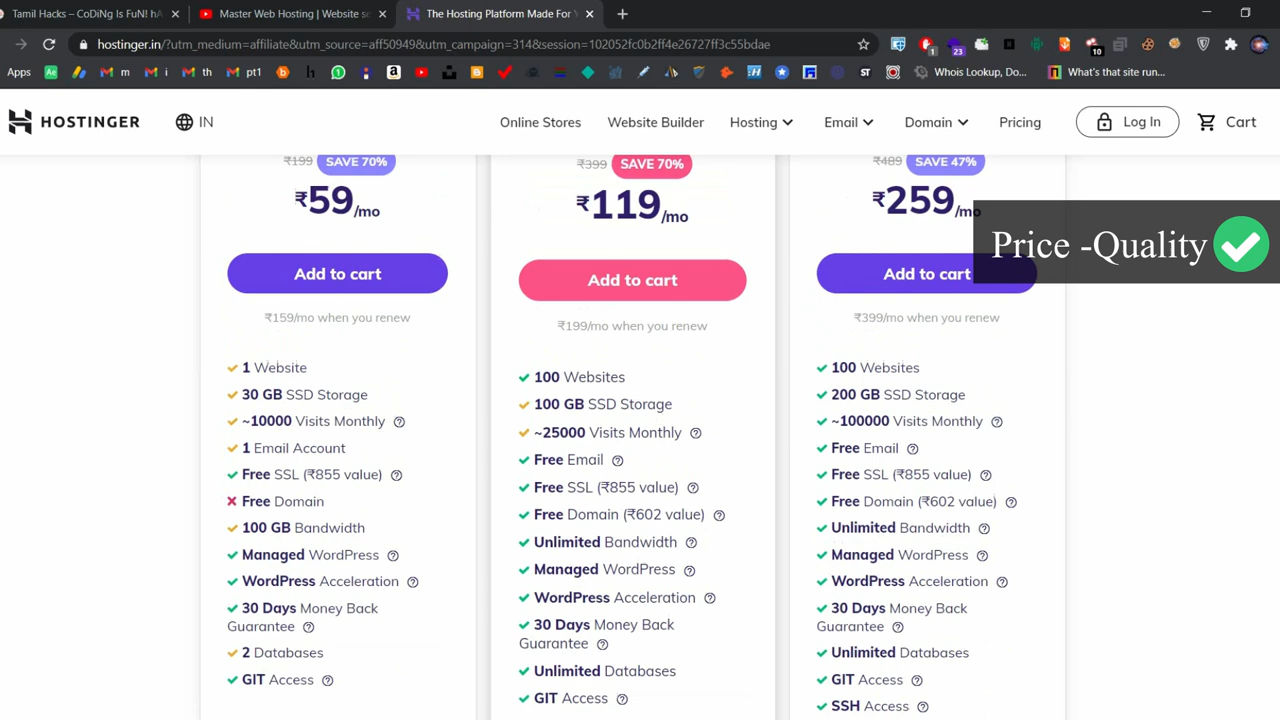 Tamil Hacks – CoDiNg Is FuN! hA
Master Web Hosting | Website se
The Hosting Platform Made For Y
hostinger.in/?utm_medium=affiliate&utm_source=aff50949&utm_campaign=314&session=102052fc0b2ff4e26727ff3c55bdae
1
23
10
Apps
m
i
th
pt1
Whois Lookup, Do...
What's that site run...
HOSTINGER
IN
Online Stores
Website Builder
Hosting
Email
Domain
Pricing
Log In
Cart
₹199 SAVE 70%
₹59/mo
Add to cart
₹159/mo when you renew
1 Website
30 GB SSD Storage
~10000 Visits Monthly
1 Email Account
Free SSL (₹855 value)
Free Domain
100 GB Bandwidth
Managed WordPress
WordPress Acceleration
30 Days Money Back
Guarantee
2 Databases
GIT Access
₹399 SAVE 70%
₹119/mo
Add to cart
₹199/mo when you renew
100 Websites
100 GB SSD Storage
~25000 Visits Monthly
Free Email
Free SSL (₹855 value)
Free Domain (₹602 value)
Unlimited Bandwidth
Managed WordPress
WordPress Acceleration
30 Days Money Back
Guarantee
Unlimited Databases
GIT Access
₹489 SAVE 47%
₹259/mo
Add to cart
₹399/mo when you renew
100 Websites
200 GB SSD Storage
~100000 Visits Monthly
Free Email
Free SSL (₹855 value)
Free Domain (₹602 value)
Unlimited Bandwidth
Managed WordPress
WordPress Acceleration
30 Days Money Back
Guarantee
Unlimited Databases
GIT Access
SSH Access
Price -Quality